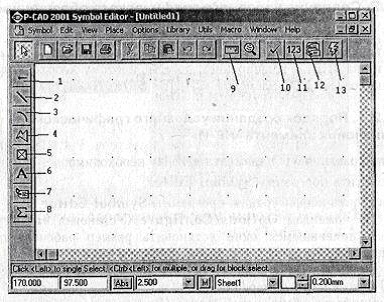 P-CAD 2001 Symbol Editor - [Untitled1]
Symbol Edit View Place Options Library Utils Macro Window Help
123
9
10 11 12 13
1
2
3
4
5
A 6
7
Σ 8
Click <Left> to single Select, <Ctrl><Left> for multiple, or drag for block select.
170.000 97.500 Abs 2.500 M Sheet1 0.200mm